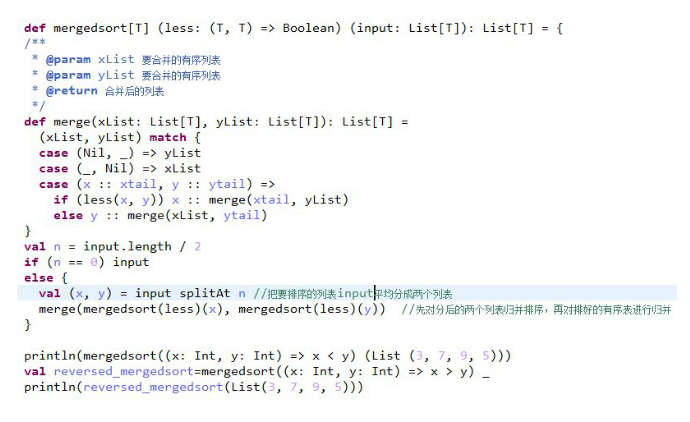 def mergedsort[T] (less: (T, T) => Boolean) (input: List[T]): List[T] = {
/**
 * @param xList 要合并的有序列表
 * @param yList 要合并的有序列表
 * @return 合并后的列表
 */
def merge(xList: List[T], yList: List[T]): List[T] =
  (xList, yList) match {
  case (Nil, _) => yList
  case (_, Nil) => xList
  case (x :: xtail, y :: ytail) =>
    if (less(x, y)) x :: merge(xtail, yList)
    else y :: merge(xList, ytail)
}
val n = input.length / 2
if (n == 0) input
else {
  val (x, y) = input splitAt n //把要排序的列表input平均分成两个列表
  merge(mergedsort(less)(x), mergedsort(less)(y))  //先对分后的两个列表归并排序，再对排好的有序表进行归并
}
println(mergedsort((x: Int, y: Int) => x < y) (List (3, 7, 9, 5)))
val reversed_mergedsort=mergedsort((x: Int, y: Int) => x > y) _
println(reversed_mergedsort(List(3, 7, 9, 5)))